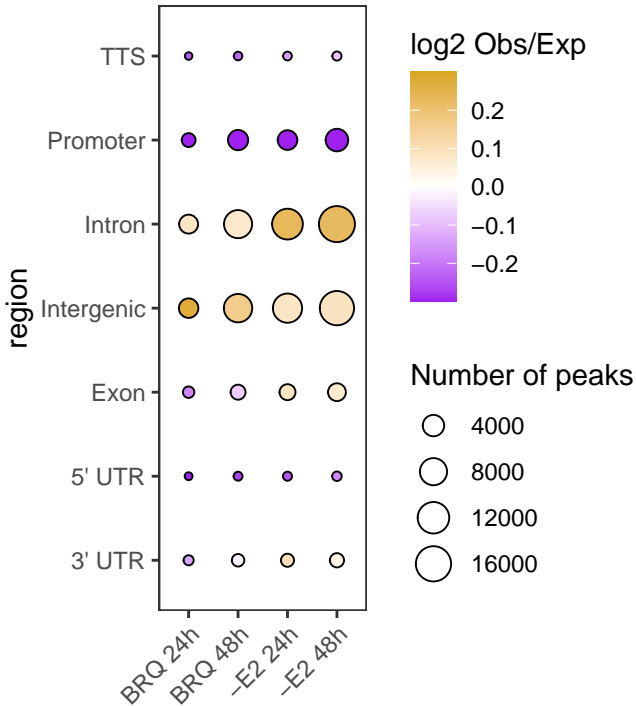 TTS
Promoter
Intron
Intergenic
Exon
5' UTR
3' UTR
region
BRQ 24h
BRQ 48h
−E2 24h
−E2 48h
log2 Obs/Exp
0.2
0.1
0.0
−0.1
−0.2
Number of peaks
4000
8000
12000
16000